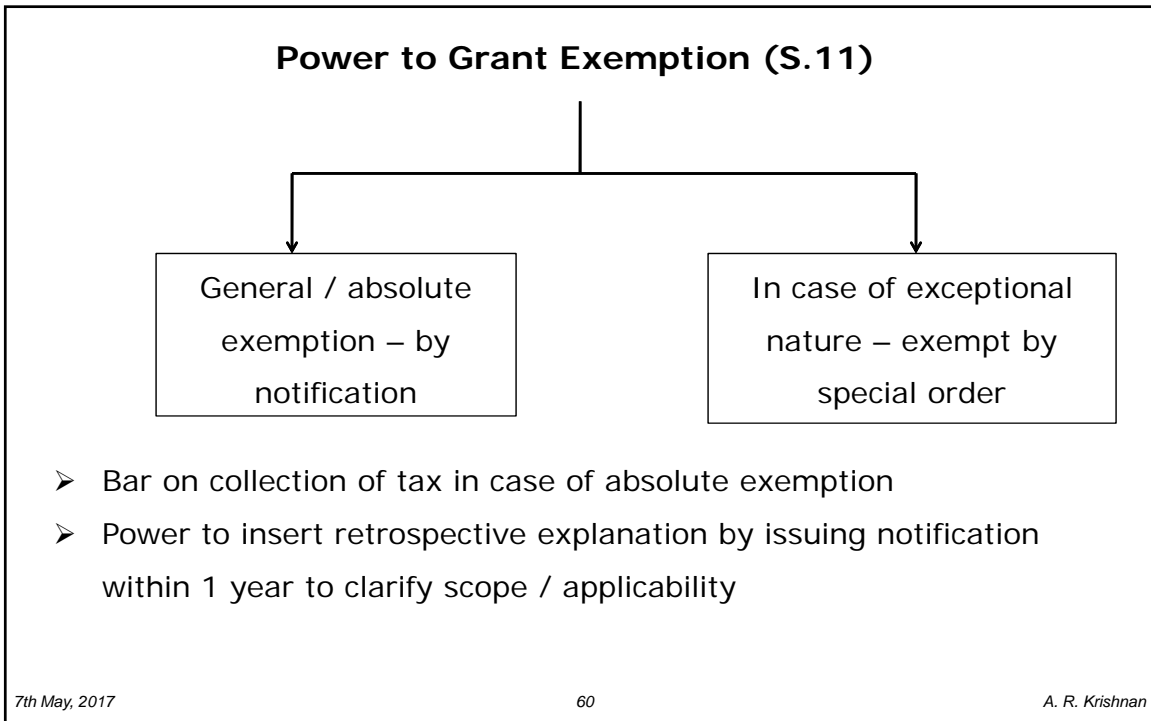 Power to Grant Exemption (S.11)
General / absolute
exemption – by
notification
In case of exceptional
nature – exempt by
special order
➢ Bar on collection of tax in case of absolute exemption
➢ Power to insert retrospective explanation by issuing notification
within 1 year to clarify scope / applicability
7th May, 2017
60
A. R. Krishnan